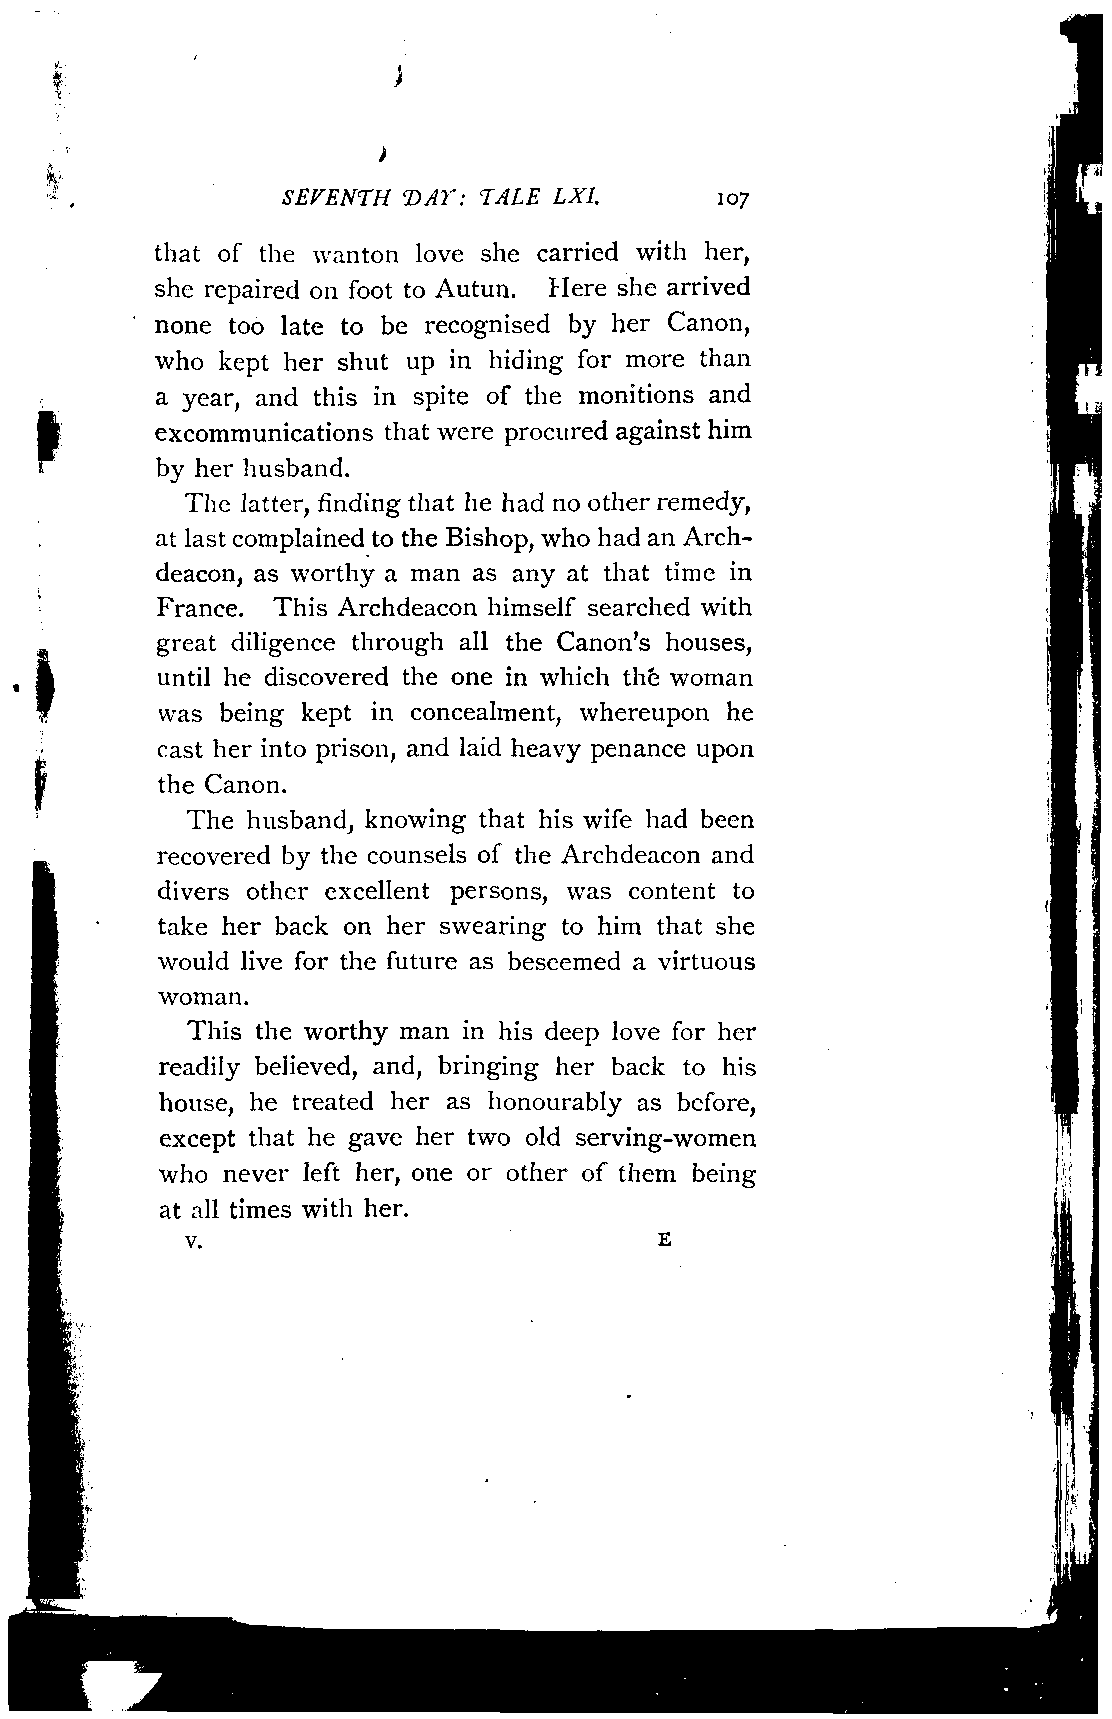 SEVENTH DAY: TALE LXI. 107
that of the wanton love she carried with her,
she repaired on foot to Autun. Here she arrived
none too late to be recognised by her Canon,
who kept her shut up in hiding for more than
a year, and this in spite of the monitions and
excommunications that were procured against him
by her husband.
The latter, finding that he had no other remedy,
at last complained to the Bishop, who had an Arch-
deacon, as worthy a man as any at that time in
France. This Archdeacon himself searched with
great diligence through all the Canon's houses,
until he discovered the one in which the woman
was being kept in concealment, whereupon he
cast her into prison, and laid heavy penance upon
the Canon.
The husband, knowing that his wife had been
recovered by the counsels of the Archdeacon and
divers other excellent persons, was content to
take her back on her swearing to him that she
would live for the future as beseemed a virtuous
woman.
This the worthy man in his deep love for her
readily believed, and, bringing her back to his
house, he treated her as honourably as before,
except that he gave her two old serving-women
who never left her, one or other of them being
at all times with her.
V. E